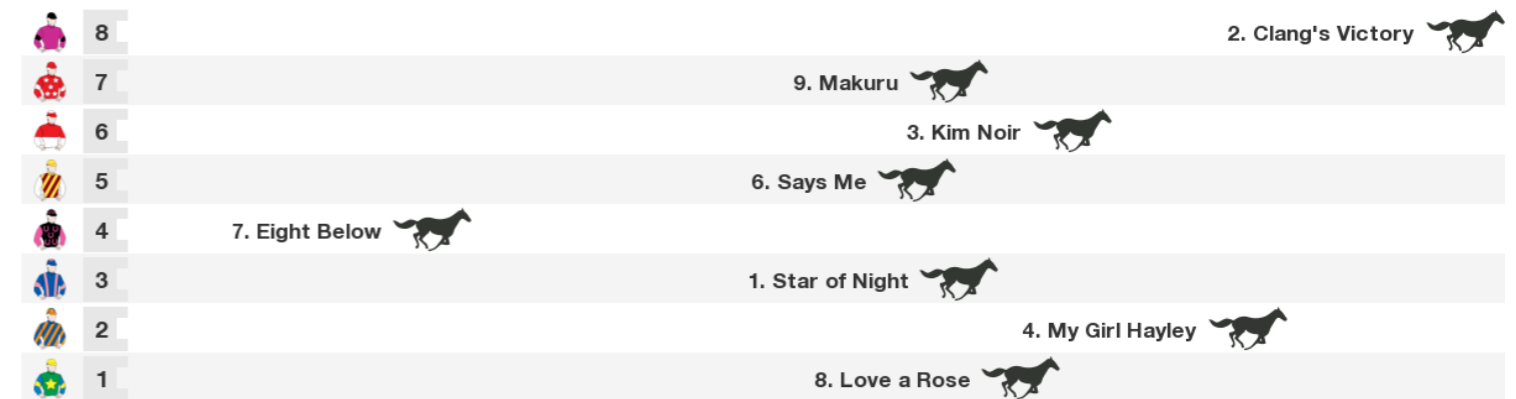 8 2. Clang's Victory
7 9. Makuru
6 3. Kim Noir
5 6. Says Me
4 7. Eight Below
3 1. Star of Night
2 4. My Girl Hayley
1 8. Love a Rose